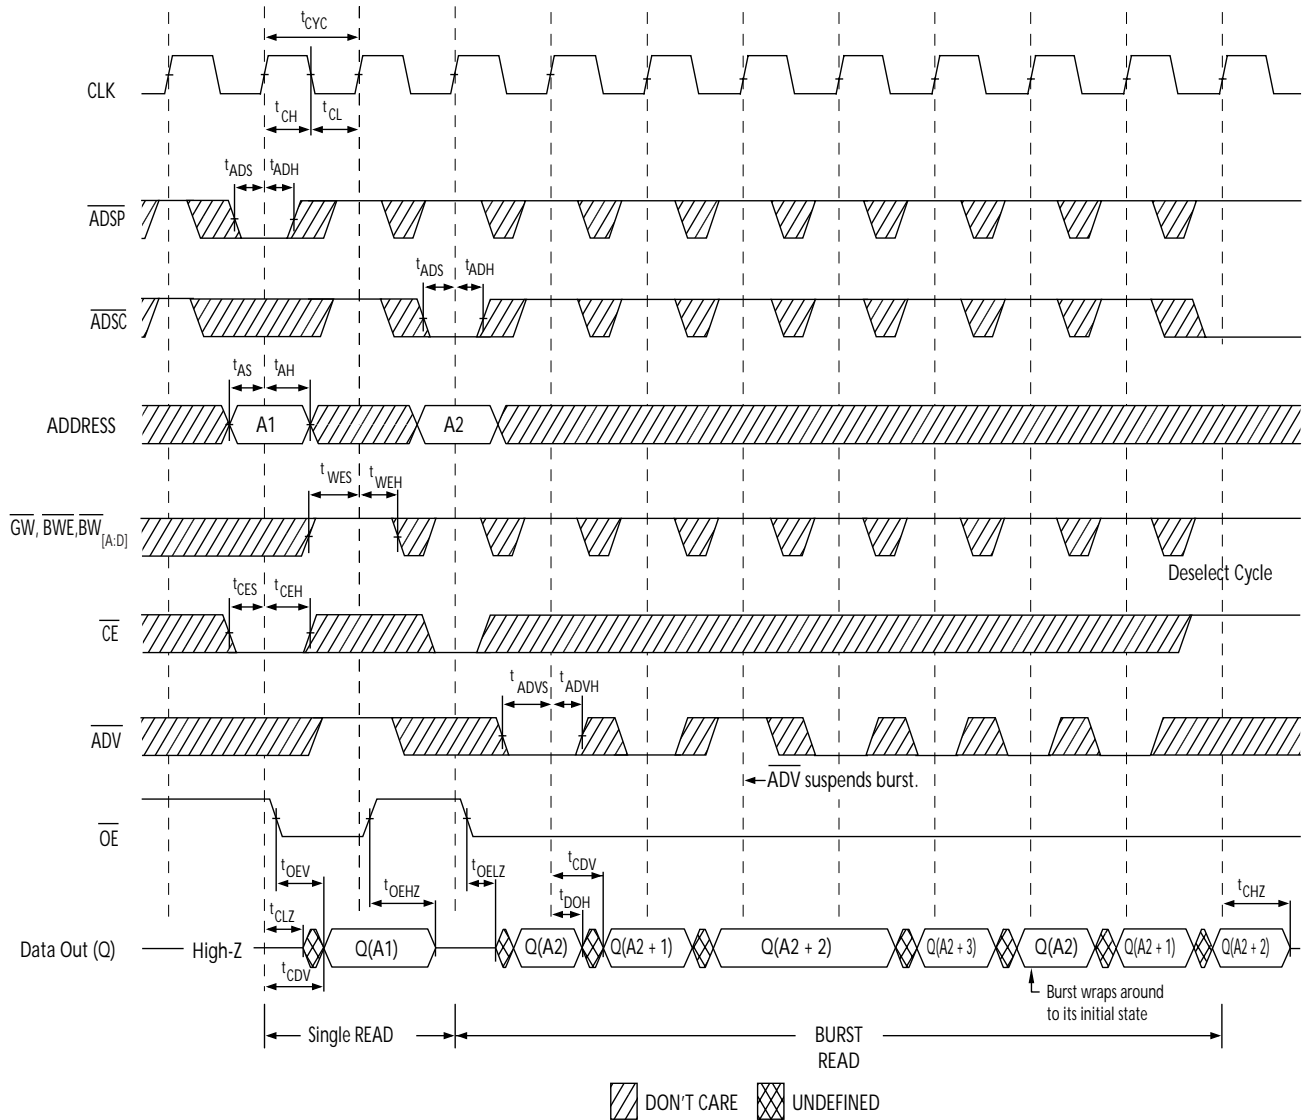 tCYC
CLK
tCH
tCL
tADS
tADH
ADSP
tADS
tADH
ADSC
tAS
tAH
ADDRESS
A1
A2
tWES
tWEH
GW, BWE,BW[A:D]
Deselect Cycle
tCES
tCEH
CE
tADVS
tADVH
ADV
ADV suspends burst.
OE
tOEV
tOEHZ
tOELZ
tCDV
tDOH
tCLZ
tCHZ
Data Out (Q)
High-Z
Q(A1)
Q(A2)
Q(A2 + 1)
Q(A2 + 2)
Q(A2 + 3)
Q(A2)
Q(A2 + 1)
Q(A2 + 2)
tCDV
Burst wraps around
to its initial state
Single READ
BURST
READ
DON'T CARE
UNDEFINED